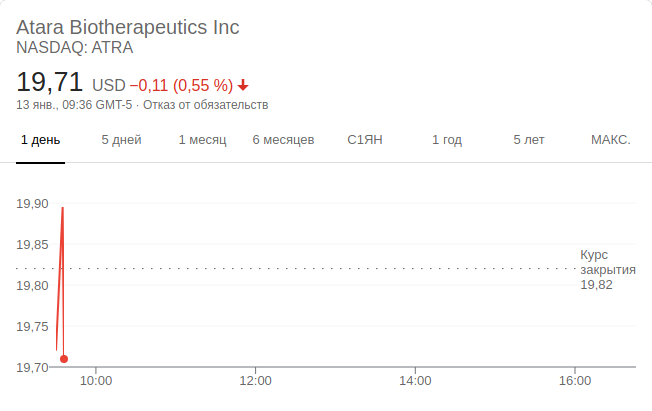 Atara Biotherapeutics Inc
NASDAQ: ATRA
19,71 USD −0,11 (0,55 %)
13 янв., 09:36 GMT-5 · Отказ от обязательств
1 день 5 дней 1 месяц 6 месяцев С1ЯН 1 год 5 лет МАКС.
19,90
19,85
Курс
закрытия
19,82
19,80
19,75
19,70
10:00 12:00 14:00 16:00